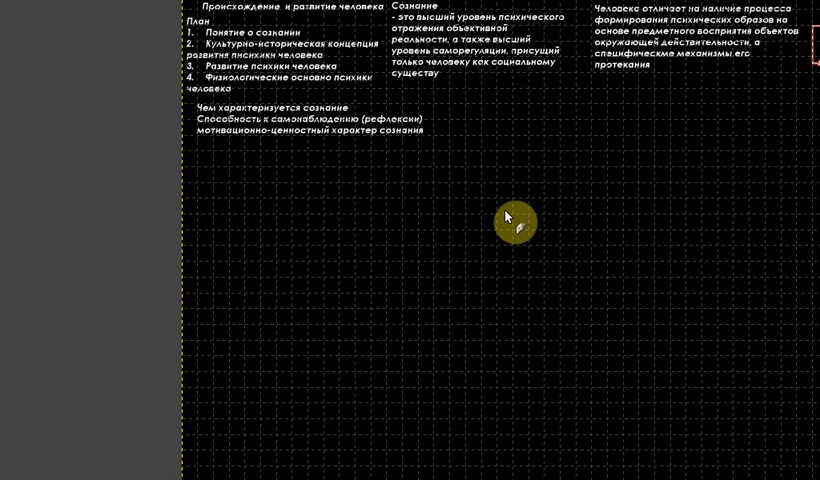 Происхождение и развитие человека
План
1. Понятие о сознании
2. Культурно-историческая концепция
развития писихики человека
3. Развитие психики человека
4. Физиологические основно психики
человека
Сознание
- это высший уровень психического
отражения объективной
реальности, а также высший
уровень саморегуляции, присущий
только человеку как социальному
существу
Человека отличает на наличие процесса
формирования психических образов на
основе предметного восприятия объектов
окружающей действительности, а
специфические механизмы его
протекания
Чем характеризуется сознание
Способность к самонаблюдению (рефлексии)
мотивационно-ценностный характер сознания